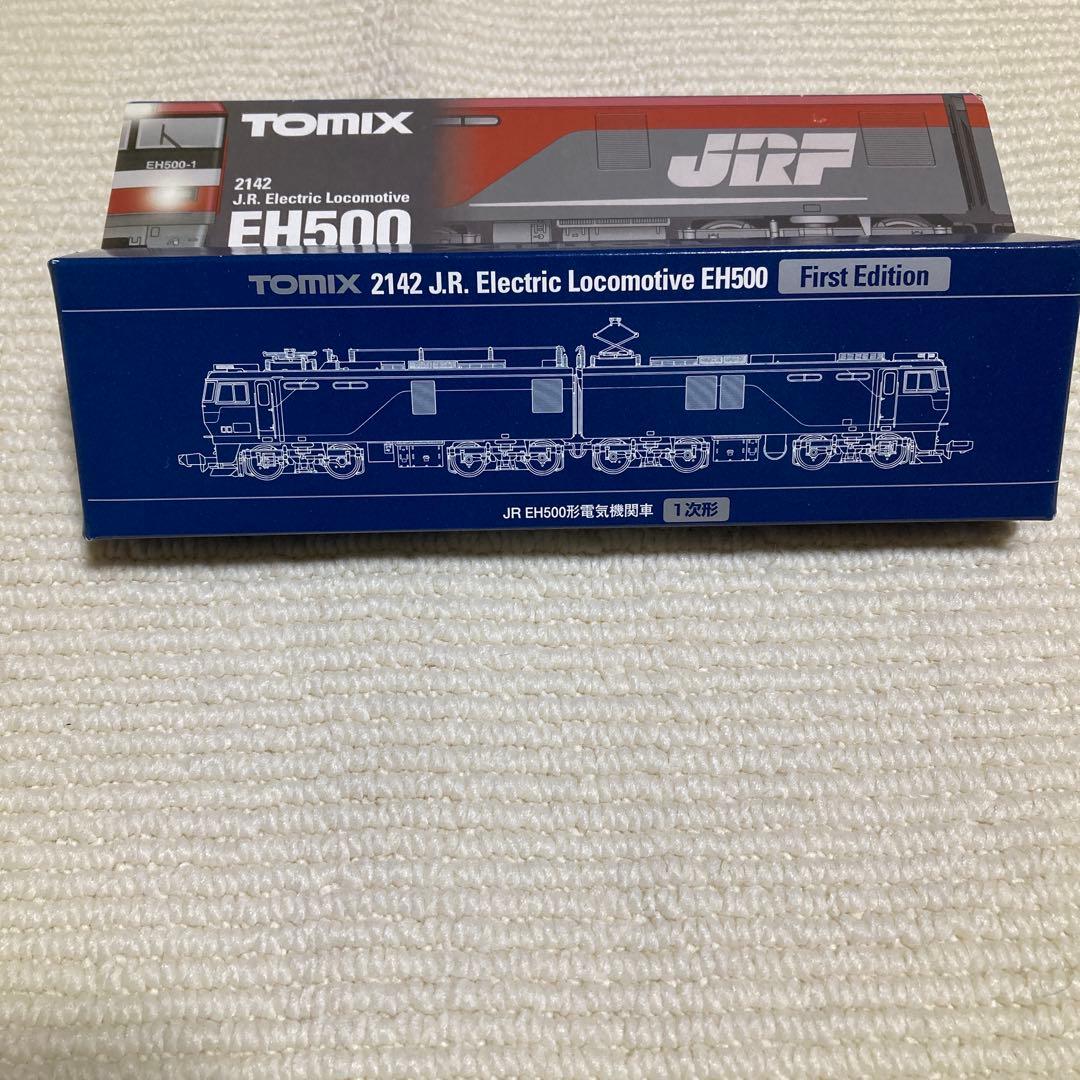 TOMIX
EH500-1
2142
J.R. Electric Locomotive
EH500
JRF
TOMIX 2142 J.R. Electric Locomotive EH500 First Edition
JR EH500形電気機関車 1次形